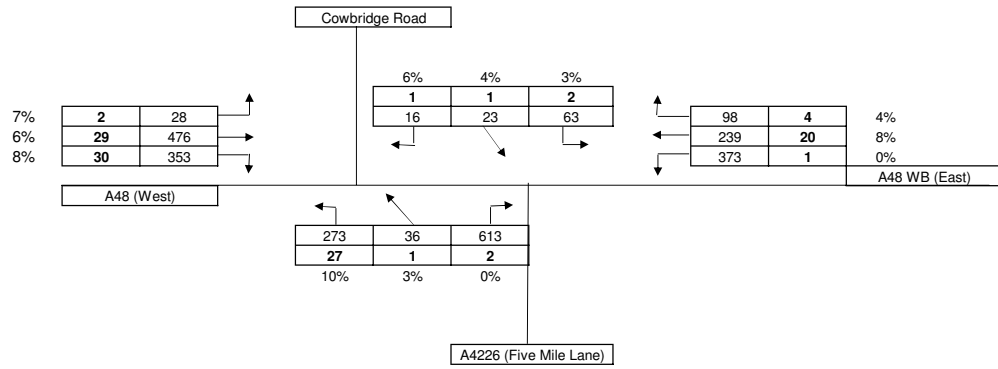 Cowbridge Road
6% 4% 3%
1 1 2
16 23 63
7% 2 28
6% 29 476
8% 30 353
98 4 4%
239 20 8%
373 1 0%
A48 WB (East)
A48 (West)
273 36 613
27 1 2
10% 3% 0%
A4226 (Five Mile Lane)